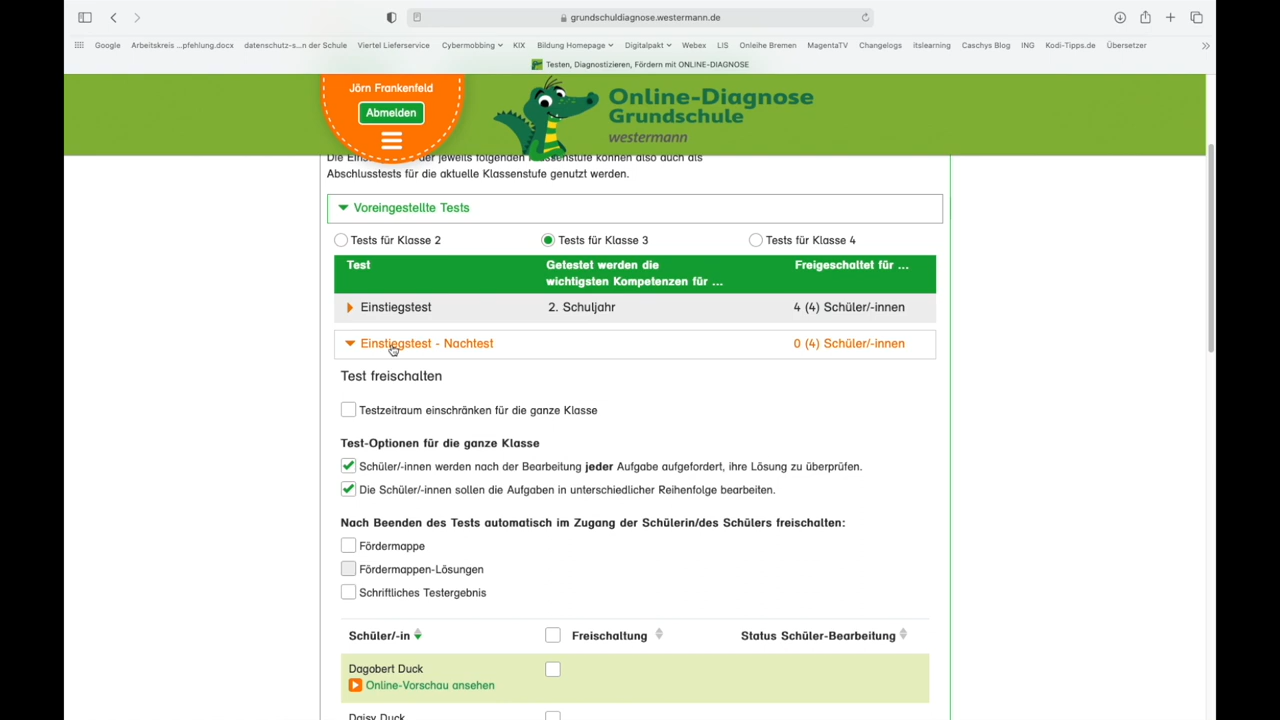 grundschuldiagnose.westermann.de
Google Arbeitskreis ...pfehlung.docx datenschutz-s...n der Schule Viertel Lieferservice Cybermobbing KIX Bildung Homepage Digitalpakt Webex LIS Onleihe Bremen MagentaTV Changelogs itslearning Caschys Blog ING Kodi-Tipps.de Übersetzer
Testen, Diagnostizieren, Fördern mit ONLINE-DIAGNOSE
Jörn Frankenfeld
Abmelden
Online-Diagnose
Grundschule
westermann
Die der jeweils folgenden können also auch als
Abschlusstests für die aktuelle Klassenstufe genutzt werden.
Voreingestellte Tests
Tests für Klasse 2 Tests für Klasse 3 Tests für Klasse 4
Test Getestet werden die wichtigsten Kompetenzen für ... Freigeschaltet für ...
Einstiegstest 2. Schuljahr 4 (4) Schüler/-innen
Einstiegstest - Nachtest 0 (4) Schüler/-innen
Test freischalten
Testzeitraum einschränken für die ganze Klasse
Test-Optionen für die ganze Klasse
Schüler/-innen werden nach der Bearbeitung jeder Aufgabe aufgefordert, ihre Lösung zu überprüfen.
Die Schüler/-innen sollen die Aufgaben in unterschiedlicher Reihenfolge bearbeiten.
Nach Beenden des Tests automatisch im Zugang der Schülerin/des Schülers freischalten:
Fördermappe
Fördermappen-Lösungen
Schriftliches Testergebnis
Schüler/-in Freischaltung Status Schüler-Bearbeitung
Dagobert Duck
Online-Vorschau ansehen
Daisy Duck